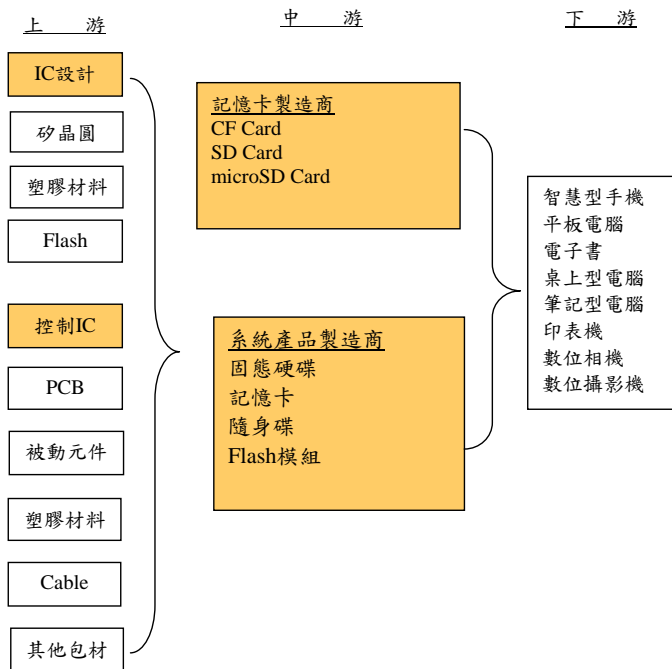 上 游
IC設計
矽晶圓
塑膠材料
Flash
控制IC
PCB
被動元件
塑膠材料
Cable
其他包材
中 游
記憶卡製造商
CF Card
SD Card
microSD Card
系統產品製造商
固態硬碟
記憶卡
隨身碟
Flash模組
下 游
智慧型手機
平板電腦
電子書
桌上型電腦
筆記型電腦
印表機
數位相機
數位攝影機